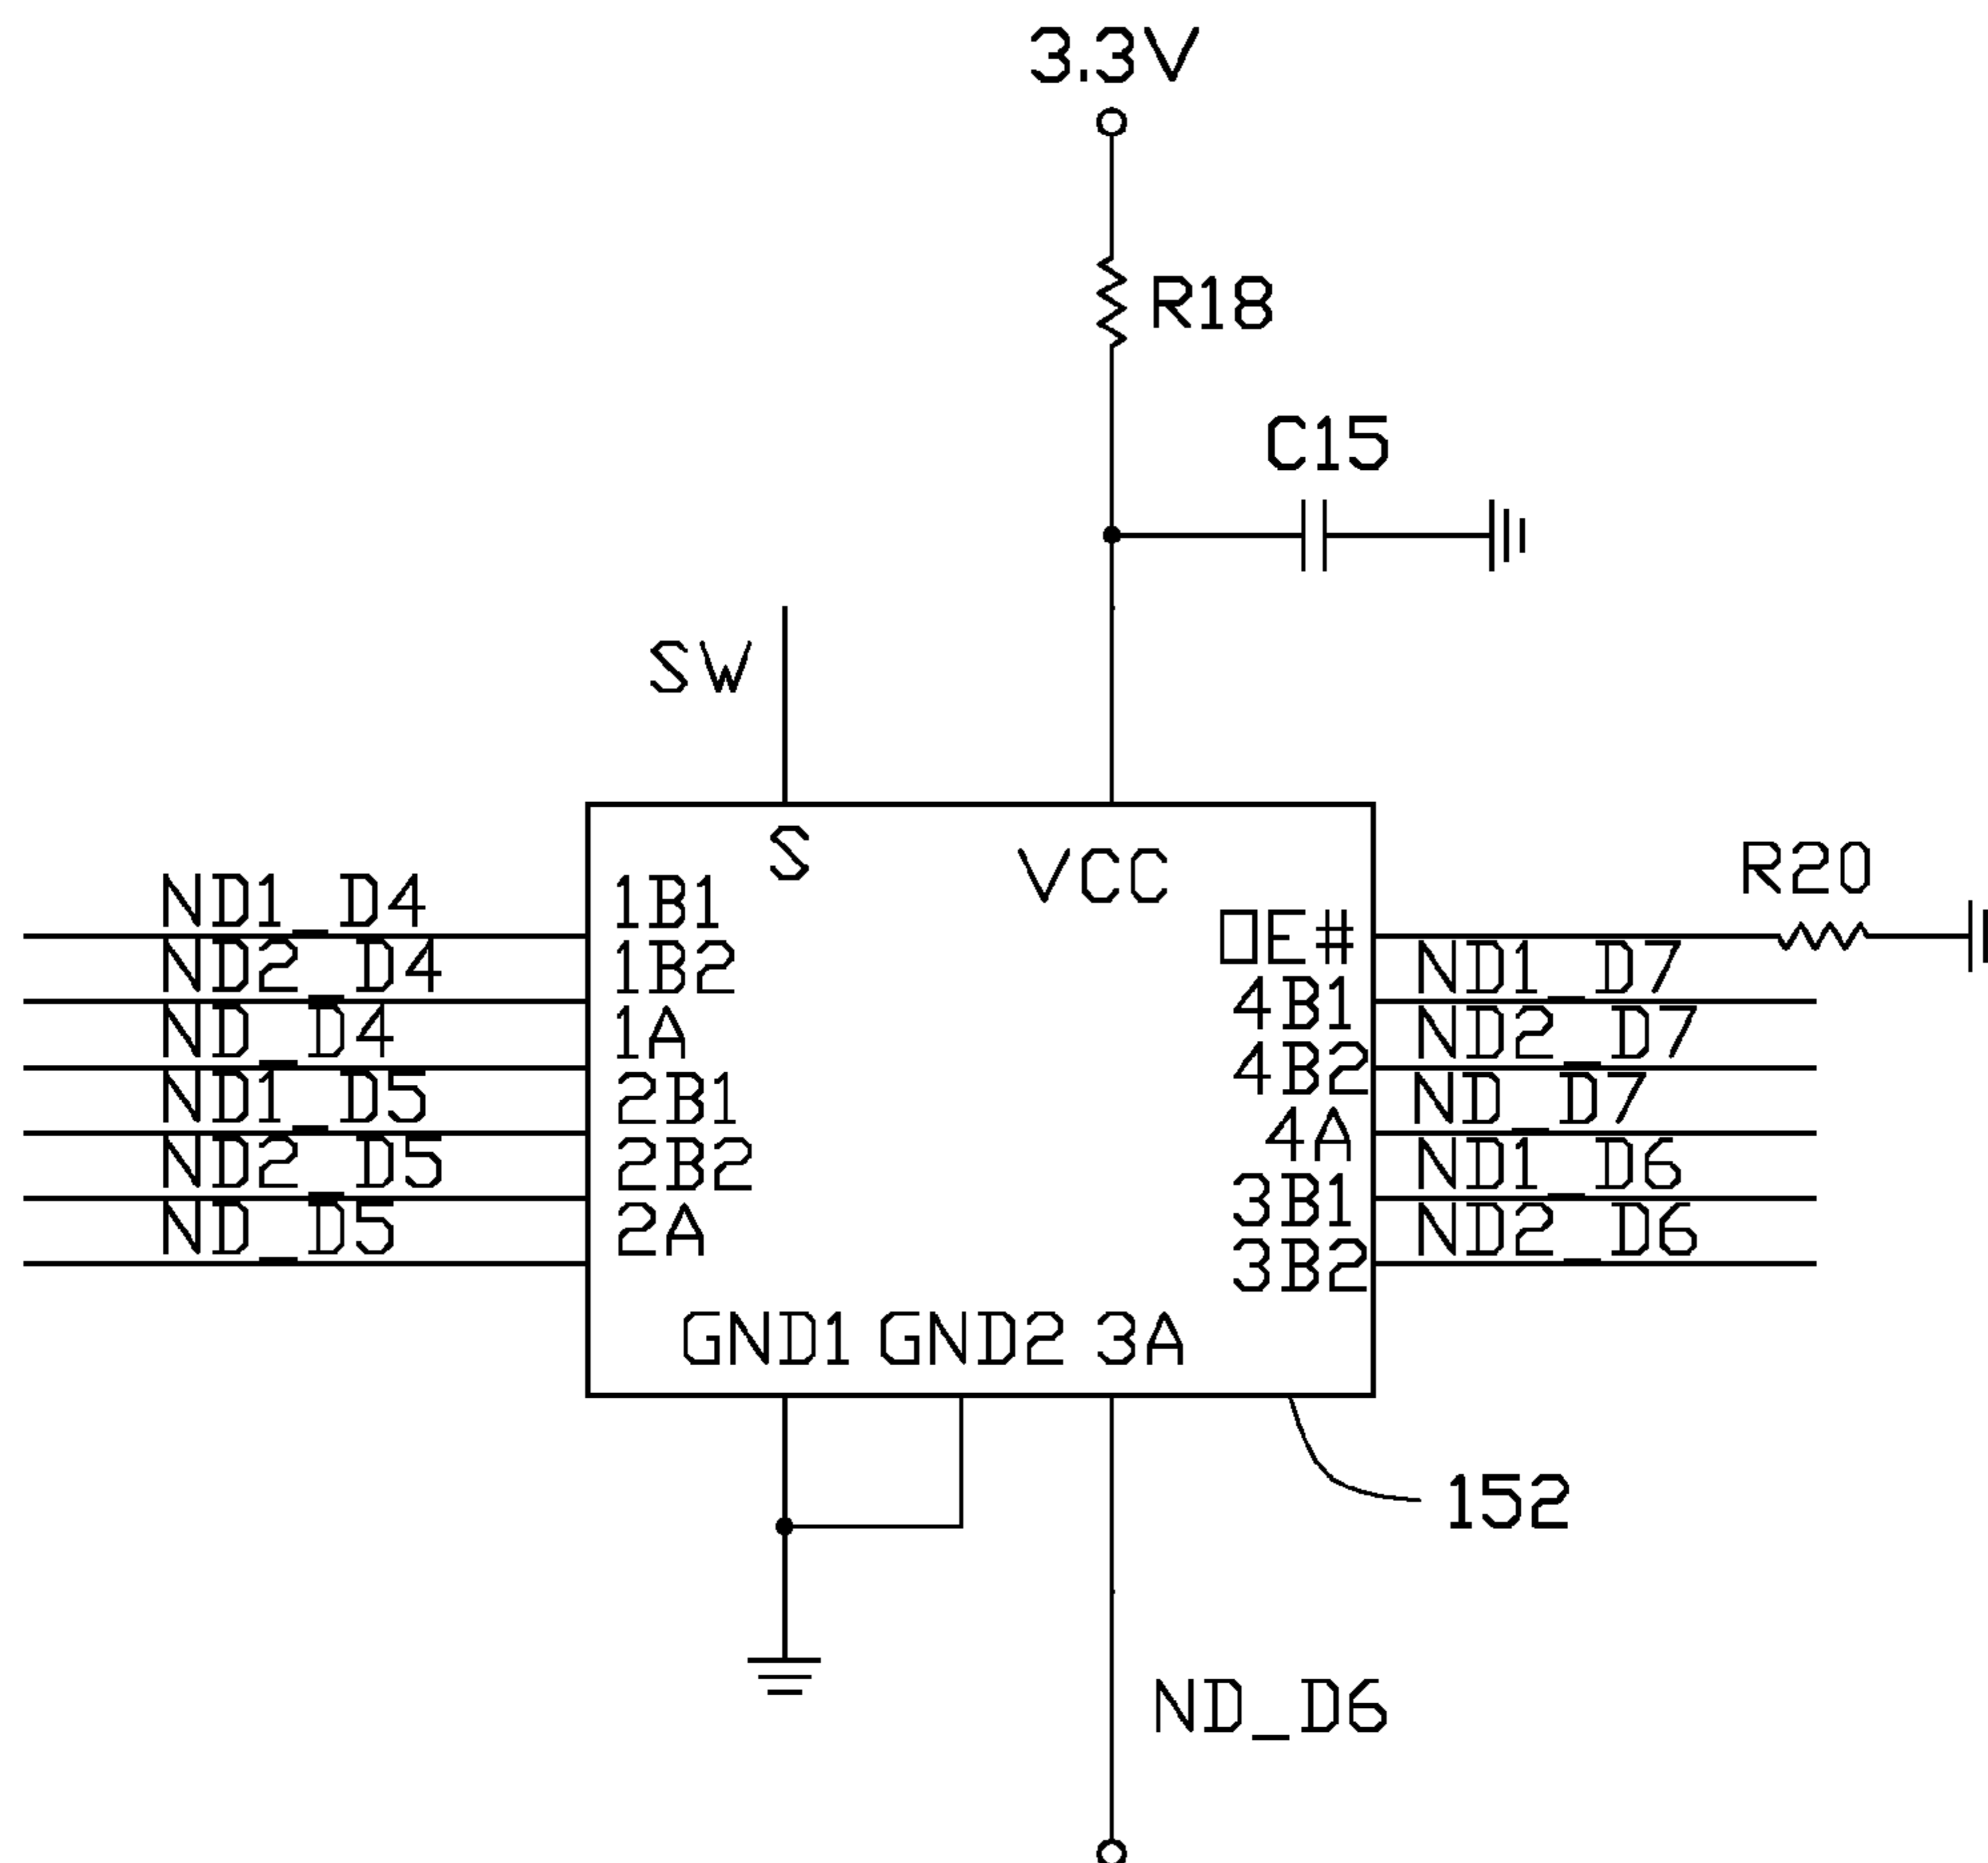 3.3V
R18
C15
SW
S
VCC
R20
ND1_D4
1B1
OE#
ND2_D4
1B2
ND1_D7
4B1
ND_D4
1A
ND2_D7
4B2
ND1_D5
2B1
ND_D7
4A
ND2_D5
2B2
ND1_D6
3B1
ND_D5
2A
ND2_D6
3B2
GND1 GND2 3A
152
ND_D6